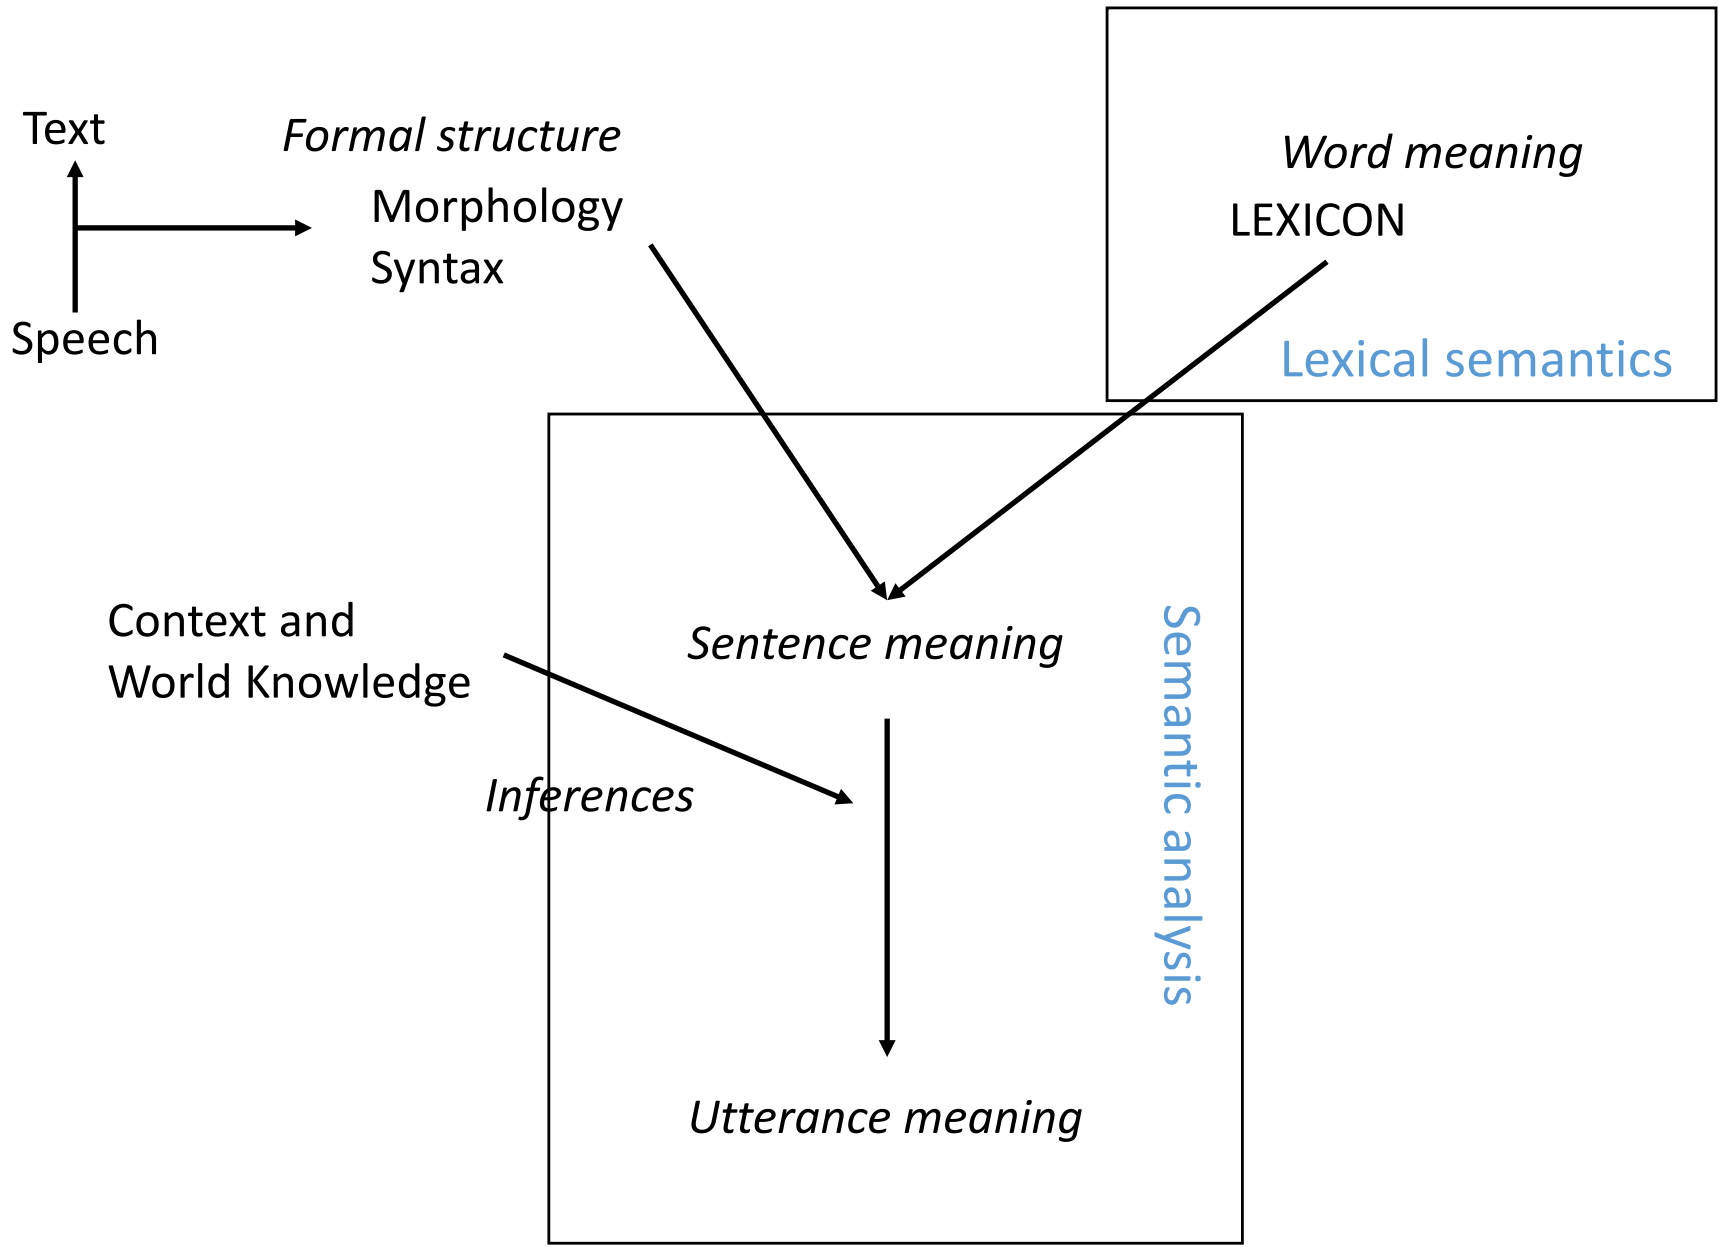 Text
Speech
Formal structure
Morphology
Syntax
Word meaning
LEXICON
Lexical semantics
Context and
World Knowledge
Inferences
Sentence meaning
Utterance meaning
Semantic analysis